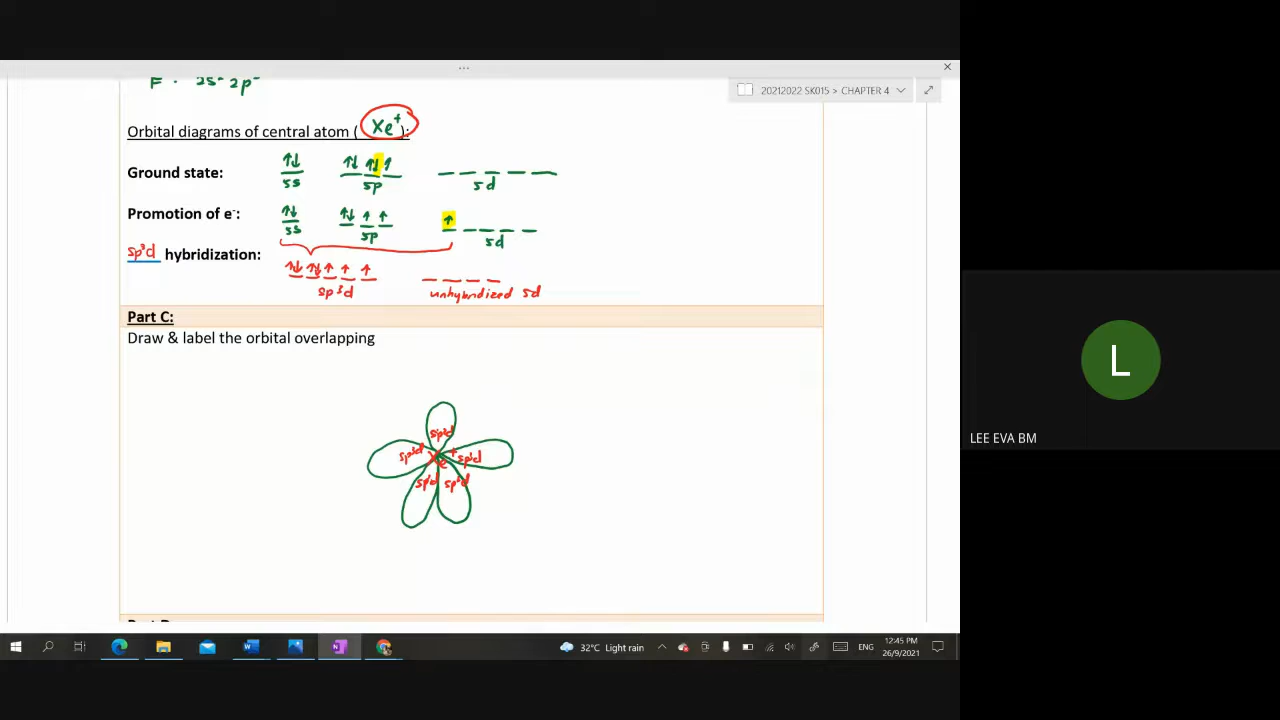 20212022 SK015 > CHAPTER 4
Orbital diagrams of central atom ( Xe⁺ ):
Ground state: ↑↓ ↑↓ ↑↓ ↑
5s 5p 5d
Promotion of e⁻: ↑↓ ↑↓ ↑ ↑ ↑
5s 5p 5d
sp³d hybridization:
↑↓ ↑↓ ↑ ↑ ↑
sp³d unhybridized 5d
Part C:
Draw & label the orbital overlapping
sp³d
sp³d Xe⁺ sp³d
sp³d sp³d
L
LEE EVA BM
32°C Light rain
ENG
12:45 PM
26/9/2021